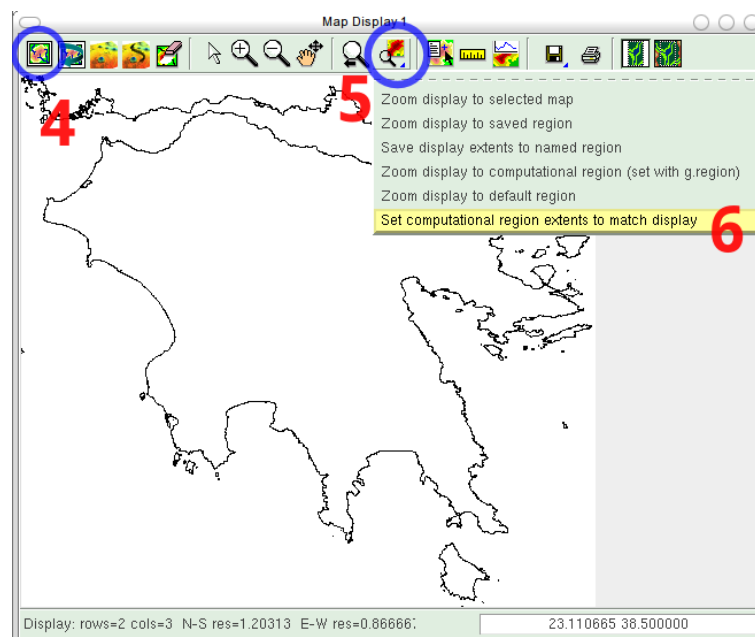 Map Display 1
4
5
Zoom display to selected map
Zoom display to saved region
Save display extents to named region
Zoom display to computational region (set with g.region)
Zoom display to default region
Set computational region extents to match display
6
Display: rows=2 cols=3 N-S res=1.20313 E-W res=0.86666
23.110665 38.500000